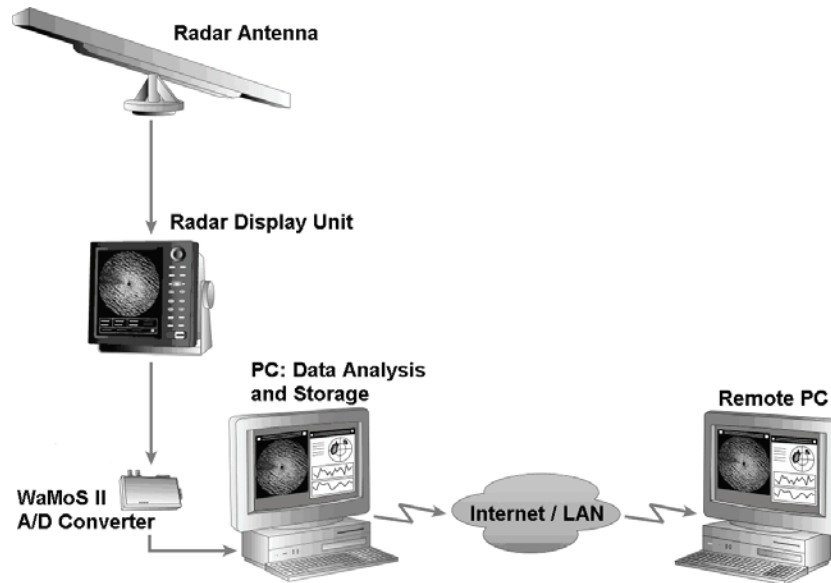 Radar Antenna
Radar Display Unit
PC: Data Analysis
and Storage
Remote PC
WaMoS II
A/D Converter
Internet / LAN